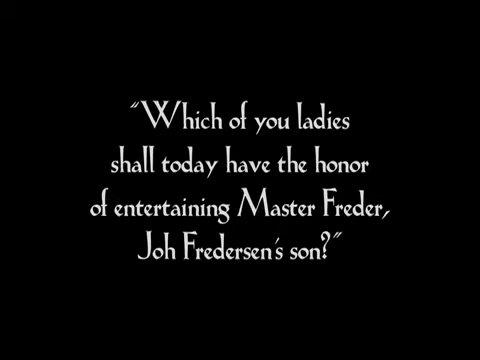 “Which of you ladies
shall today have the honor
of entertaining Master Freder,
Joh Fredersen's son?”